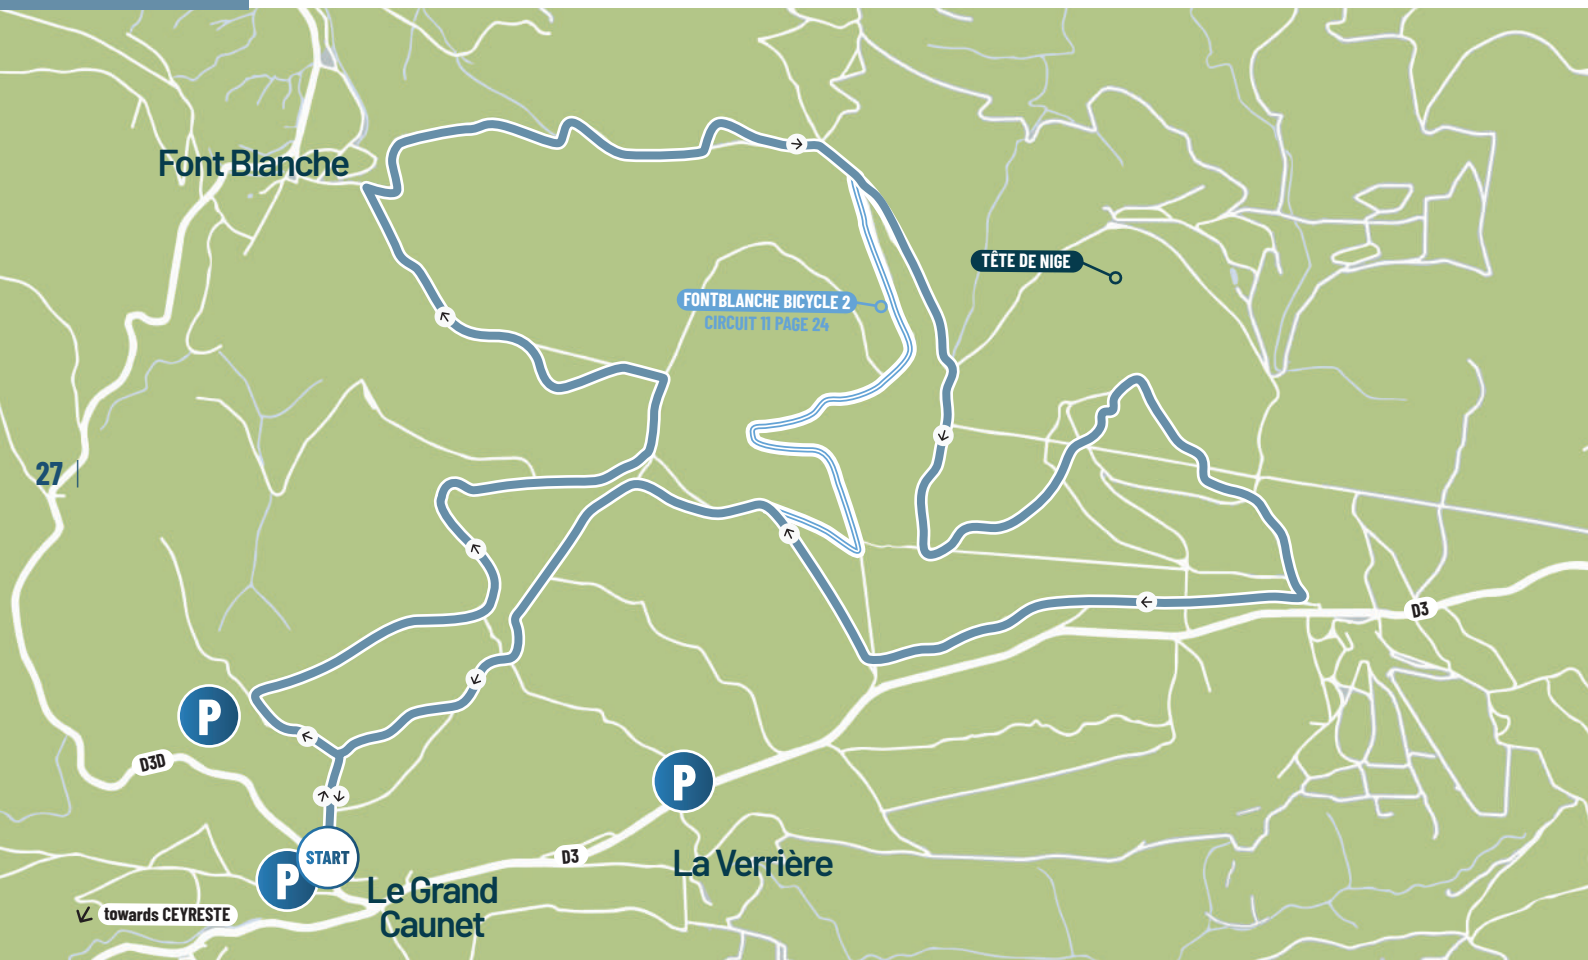 Font Blanche
TÊTE DE NIGE
FONTBLANCHE BICYCLE 2
CIRCUIT 11 PAGE 24
27
D3
P
D3D
P
START
P
D3
La Verrière
Le Grand
Caunet
towards CEYRESTE